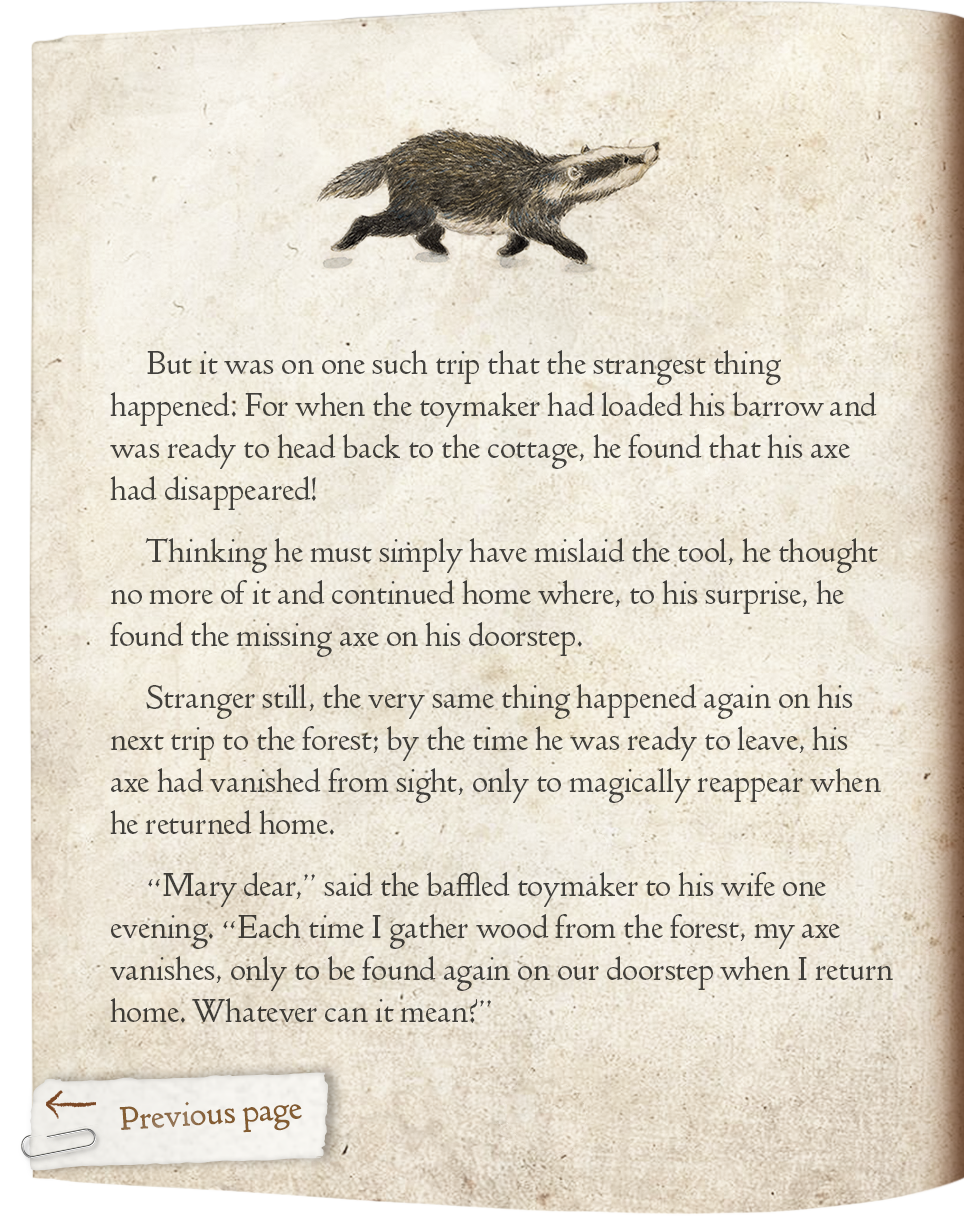 But it was on one such trip that the strangest thing
happened: For when the toymaker had loaded his barrow and
was ready to head back to the cottage, he found that his axe
had disappeared!
Thinking he must simply have mislaid the tool, he thought
no more of it and continued home where, to his surprise, he
found the missing axe on his doorstep.
Stranger still, the very same thing happened again on his
next trip to the forest; by the time he was ready to leave, his
axe had vanished from sight, only to magically reappear when
he returned home.
“Mary dear,” said the baffled toymaker to his wife one
evening. “Each time I gather wood from the forest, my axe
vanishes, only to be found again on our doorstep when I return
home. Whatever can it mean?”
Previous page